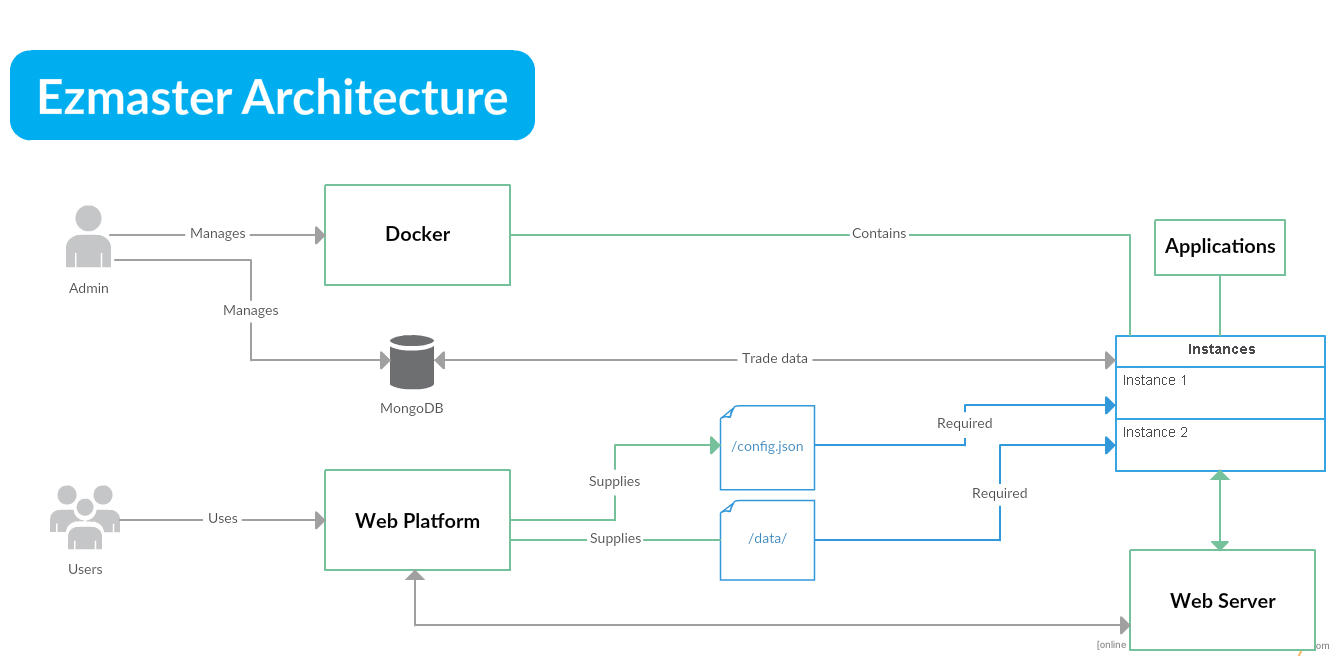 Ezmaster Architecture
Docker
Manages
Contains
Applications
Admin
Manages
Instances
Trade data
Instance 1
MongoDB
Required
Instance 2
/config.json
Supplies
Required
Uses
Web Platform
Supplies
/data/
Users
Web Server
[online
om